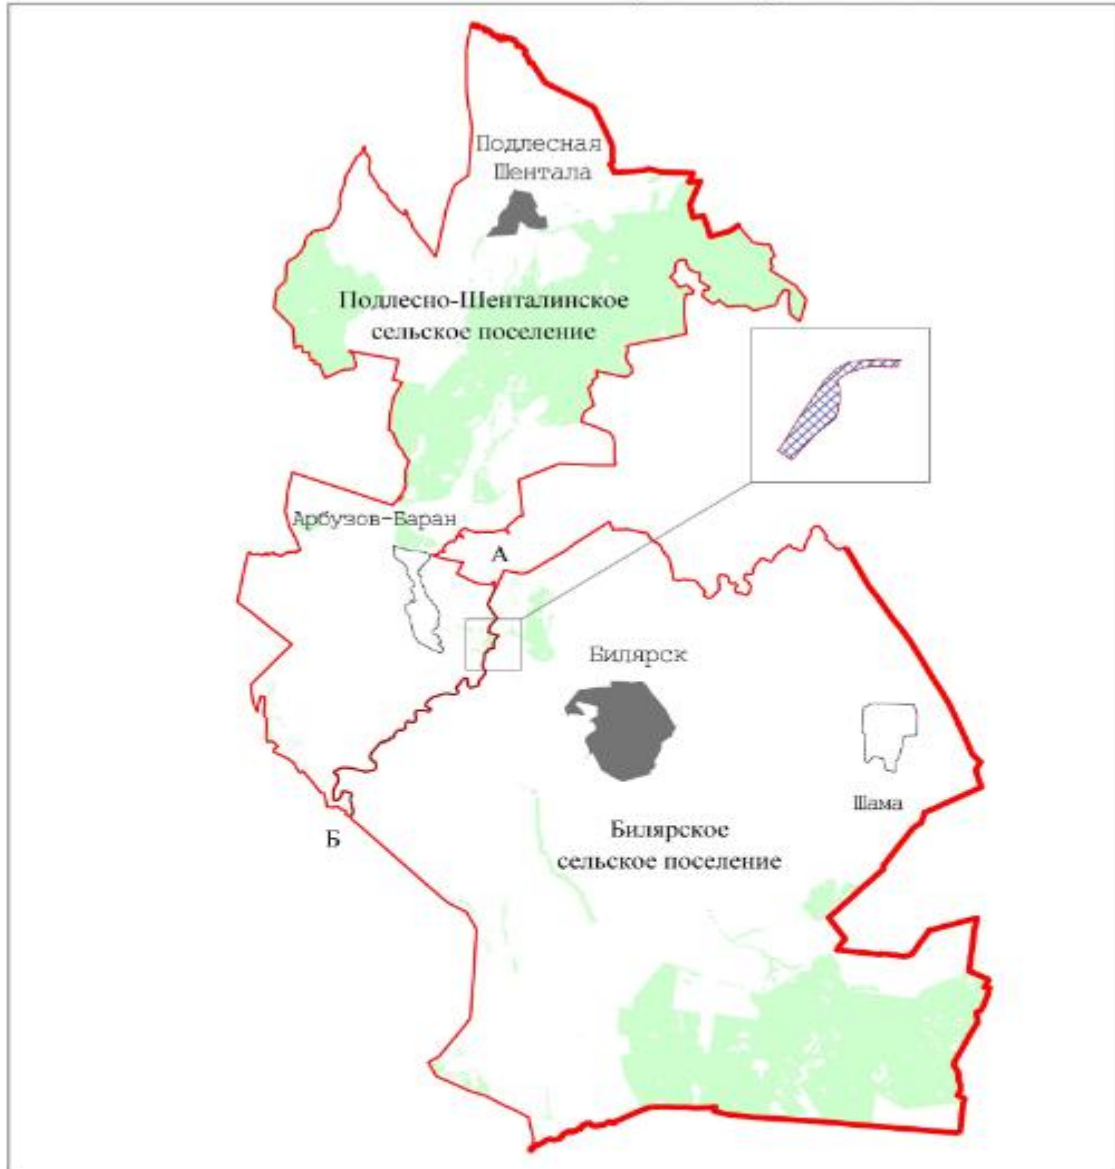 Подлесная
Шентала
Подлесно-Шенталинское
сельское поселение
Арбузов-Баран
А
Билярск
Шама
Билярское
сельское поселение
Б